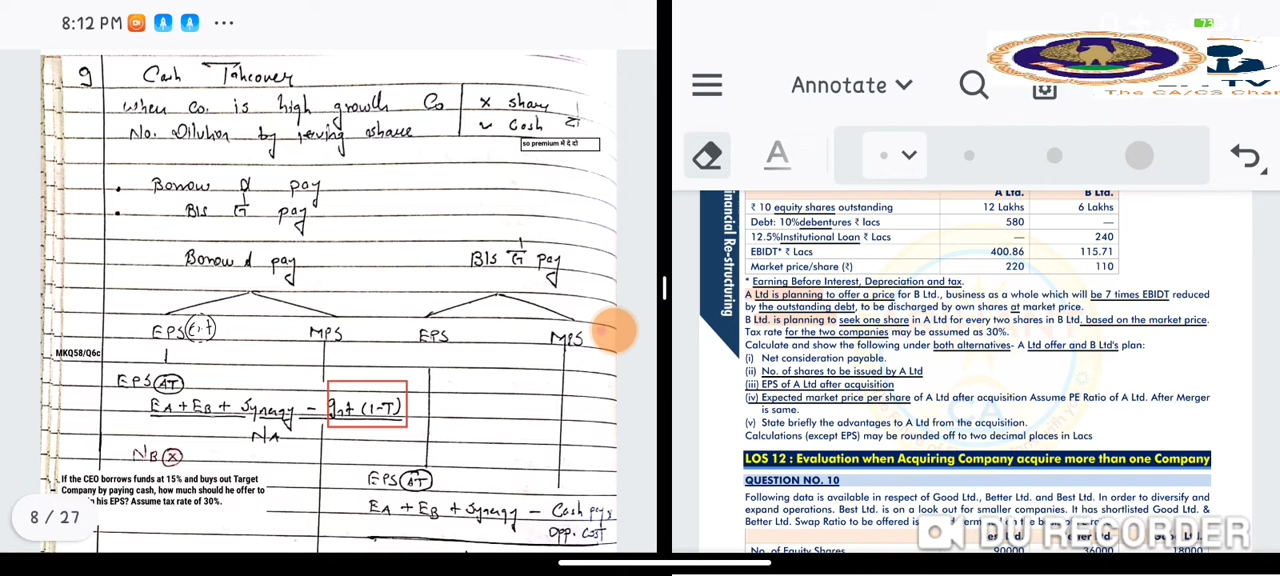 8:12 PM
9 Cash Takeover
When Co. is high growth Co
No. Dilution by issuing share
x share
Cash दो
so premium में दे दो
Borrow pay
B/s से pay
Borrow pay
B/s से pay
EPS (Int)
MPS
EPS
MPS
MKQ58/Q6c
EPS (AT)
EA + EB + Synergy - Int (1-T)
NA
NB (x)
If the CEO borrows funds at 15% and buys out Target
Company by paying cash, how much should he offer to
his EPS? Assume tax rate of 30%.
EPS (AT)
EA + EB + Synergy - Cash pay x
Opp. cost
8 / 27
Annotate
The CA/CS Chan
TV
73
A
Financial Re-structuring
A Ltd. B Ltd.
₹ 10 equity shares outstanding 12 Lakhs 6 Lakhs
Debt: 10%debentures ₹ lacs 580 —
12.5%Institutional Loan ₹ Lacs — 240
EBIDT* ₹ Lacs 400.86 115.71
Market price/share (₹) 220 110
* Earning Before Interest, Depreciation and tax.
A Ltd is planning to offer a price for B Ltd., business as a whole which will be 7 times EBIDT reduced
by the outstanding debt, to be discharged by own shares at market price.
B Ltd. is planning to seek one share in A Ltd for every two shares in B Ltd, based on the market price.
Tax rate for the two companies may be assumed as 30%.
Calculate and show the following under both alternatives- A Ltd offer and B Ltd's plan:
(i) Net consideration payable.
(ii) No. of shares to be issued by A Ltd
(iii) EPS of A Ltd after acquisition
(iv) Expected market price per share of A Ltd after acquisition Assume PE Ratio of A Ltd. After Merger
is same.
(v) State briefly the advantages to A Ltd from the acquisition.
Calculations (except EPS) may be rounded off to two decimal places in Lacs
LOS 12 : Evaluation when Acquiring Company acquire more than one Company
QUESTION NO. 10
Following data is available in respect of Good Ltd., Better Ltd. and Best Ltd. In order to diversify and
expand operations. Best Ltd. is on a look out for smaller companies. It has shortlisted Good Ltd. &
Better Ltd. Swap Ratio to be offered is
No. of Equity Shares 90000 36000 18000
DU RECORDER